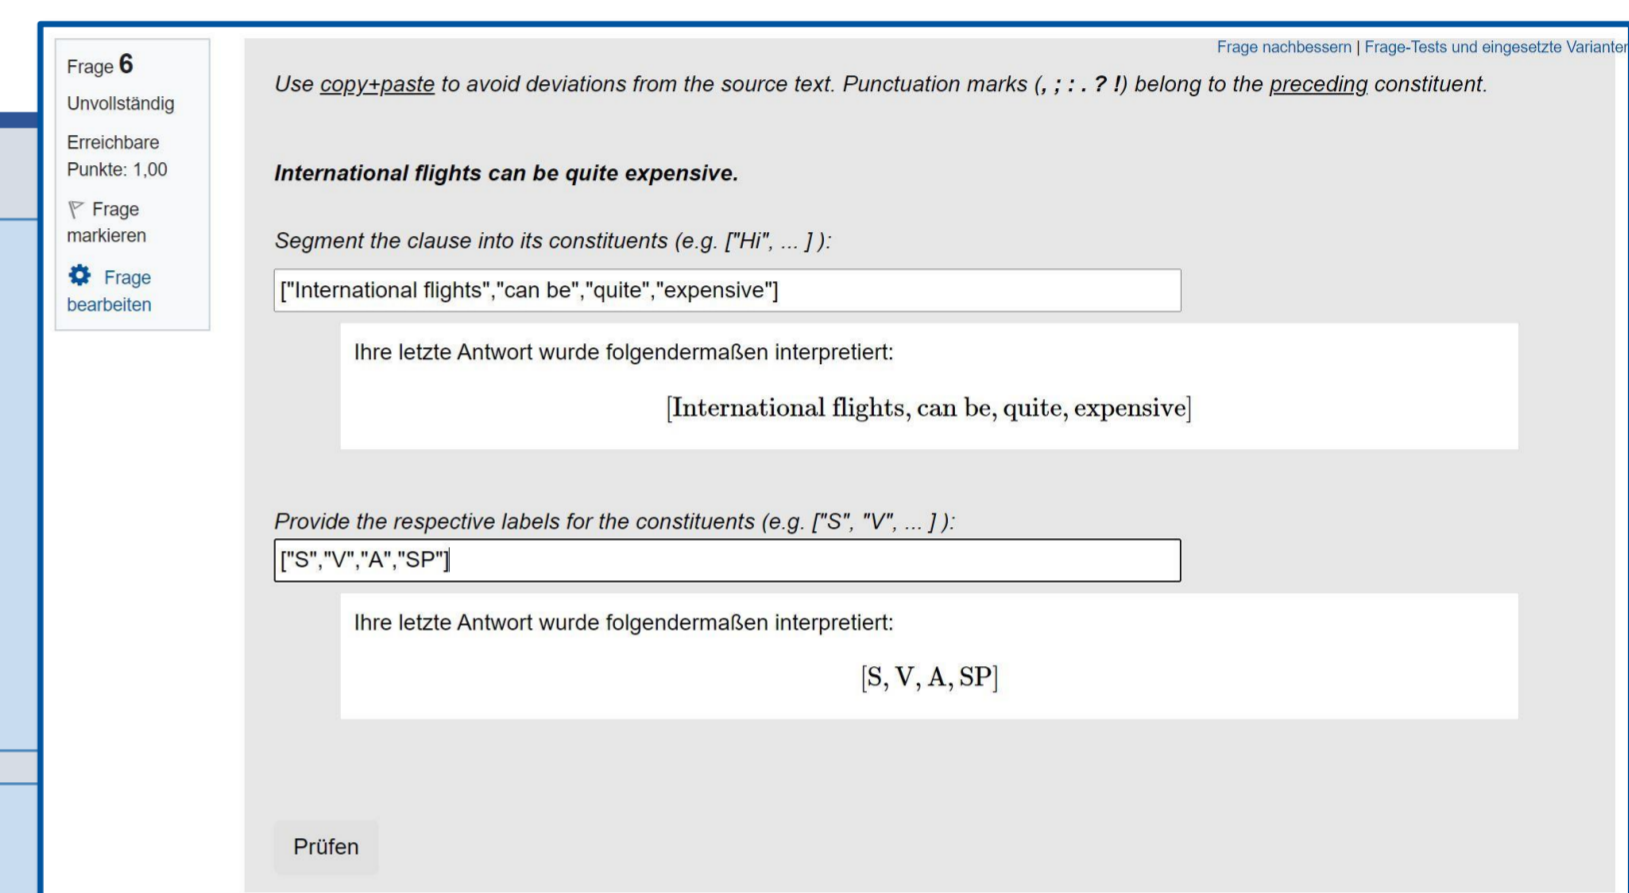 Frage 6
Unvollständig
Erreichbare
Punkte: 1,00
Frage
markieren
Frage
bearbeiten
Frage nachbessern | Frage-Tests und eingesetzte Varianten
Use copy+paste to avoid deviations from the source text. Punctuation marks (, ; : . ? !) belong to the preceding constituent.
International flights can be quite expensive.
Segment the clause into its constituents (e.g. ["Hi", ... ] ):
["International flights","can be","quite","expensive"]
Ihre letzte Antwort wurde folgendermaßen interpretiert:
[International flights, can be, quite, expensive]
Provide the respective labels for the constituents (e.g. ["S", "V", ... ] ):
["S","V","A","SP"]
Ihre letzte Antwort wurde folgendermaßen interpretiert:
[S, V, A, SP]
Prüfen